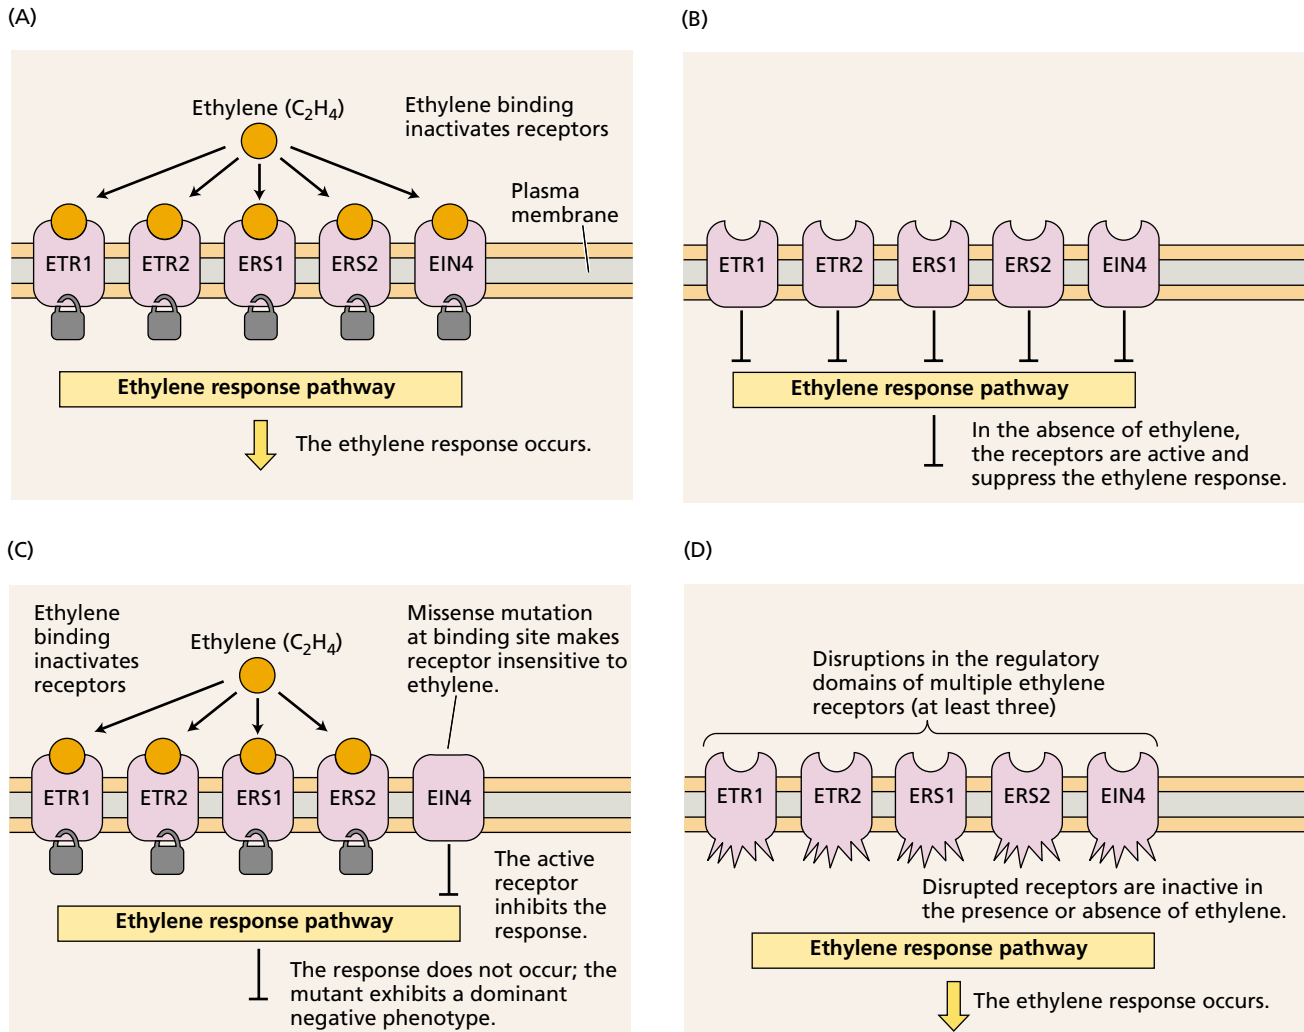 (A)
Ethylene (C₂H₄)
Ethylene binding
inactivates receptors
Plasma
membrane
ETR1
ETR2
ERS1
ERS2
EIN4
Ethylene response pathway
The ethylene response occurs.
(B)
ETR1
ETR2
ERS1
ERS2
EIN4
Ethylene response pathway
In the absence of ethylene,
the receptors are active and
suppress the ethylene response.
(C)
Ethylene
binding
inactivates
receptors
Ethylene (C₂H₄)
Missense mutation
at binding site makes
receptor insensitive to
ethylene.
ETR1
ETR2
ERS1
ERS2
EIN4
The active
receptor
inhibits the
response.
Ethylene response pathway
The response does not occur; the
mutant exhibits a dominant
negative phenotype.
(D)
Disruptions in the regulatory
domains of multiple ethylene
receptors (at least three)
ETR1
ETR2
ERS1
ERS2
EIN4
Disrupted receptors are inactive in
the presence or absence of ethylene.
Ethylene response pathway
The ethylene response occurs.